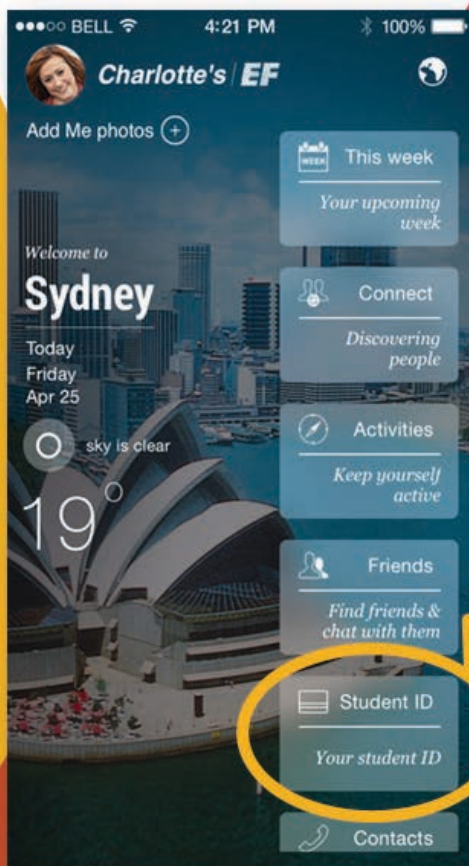 BELL 4:21 PM 100%
Charlotte's EF
Add Me photos +
Welcome to
Sydney
Today
Friday
Apr 25
sky is clear
19°
WEEK This week
Your upcoming
week
Connect
Discovering
people
Activities
Keep yourself
active
Friends
Find friends &
chat with them
Student ID
Your student ID
Contacts